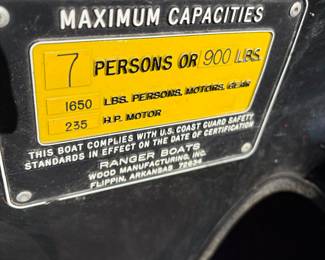 MAXIMUM CAPACITIES
7 PERSONS OR 900 LBS.
1650 LBS. PERSONS, MOTORS, GEAR
235 H.P. MOTOR
THIS BOAT COMPLIES WITH U.S. COAST GUARD SAFETY
STANDARDS IN EFFECT ON THE DATE OF CERTIFICATION
RANGER BOATS
WOOD MANUFACTURING, INC.
FLIPPIN, ARKANSAS 72634